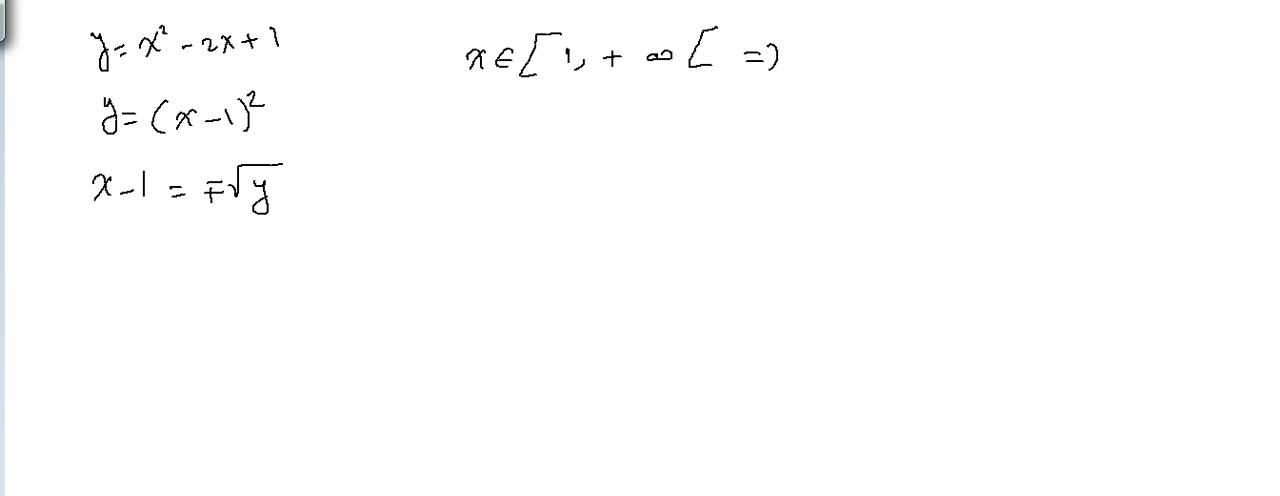 y = x² - 2x + 1
x ∈ [1, + ∞ [ =>
y = (x - 1)²
x - 1 = ∓√y